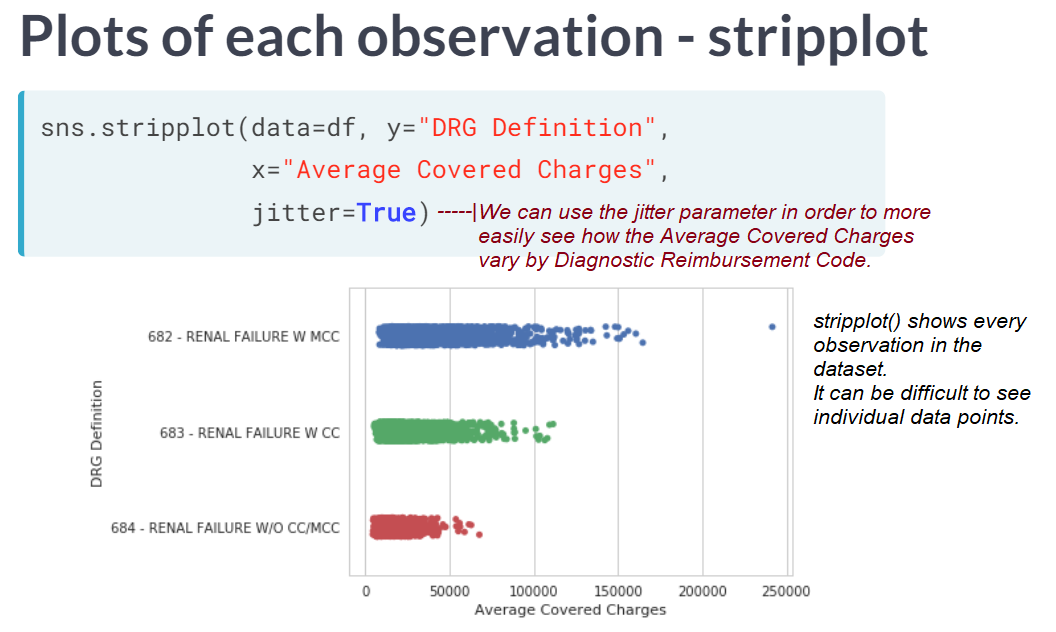 Plots of each observation - stripplot
sns.stripplot(data=df, y="DRG Definition",
x="Average Covered Charges",
jitter=True) -----|We can use the jitter parameter in order to more
easily see how the Average Covered Charges
vary by Diagnostic Reimbursement Code.
stripplot() shows every
observation in the
dataset.
It can be difficult to see
individual data points.
682 - RENAL FAILURE W MCC
683 - RENAL FAILURE W CC
684 - RENAL FAILURE W/O CC/MCC
DRG Definition
0 50000 100000 150000 200000 250000
Average Covered Charges